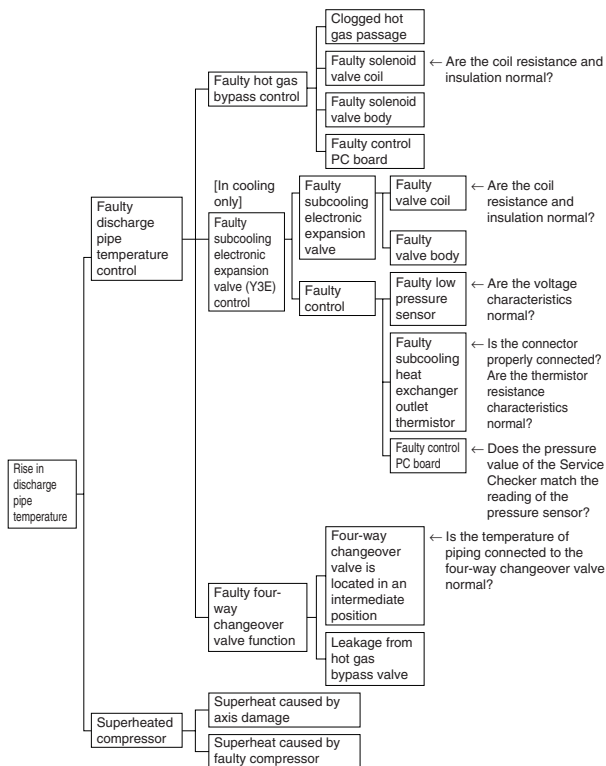 Clogged hot
gas passage
Faulty hot gas
bypass control
Faulty solenoid
valve coil
← Are the coil resistance and
insulation normal?
Faulty solenoid
valve body
Faulty control
PC board
[In cooling
only]
Faulty
discharge
pipe
temperature
control
Faulty
subcooling
electronic
expansion
valve (Y3E)
control
Faulty
subcooling
electronic
expansion
valve
Faulty
valve coil
← Are the coil
resistance and
insulation normal?
Faulty
valve body
Faulty
control
Faulty low
pressure
sensor
← Are the voltage
characteristics
normal?
Faulty
subcooling
heat
exchanger
outlet
thermistor
← Is the connector
properly connected?
Are the thermistor
resistance
characteristics
normal?
Faulty control
PC board
← Does the pressure
value of the Service
Checker match the
reading of the
pressure sensor?
Rise in
discharge
pipe
temperature
Faulty four-
way
changeover
valve function
Four-way
changeover
valve is
located in an
intermediate
position
← Is the temperature of
piping connected to the
four-way changeover valve
normal?
Leakage from
hot gas
bypass valve
Superheated
compressor
Superheat caused by
axis damage
Superheat caused by
faulty compressor